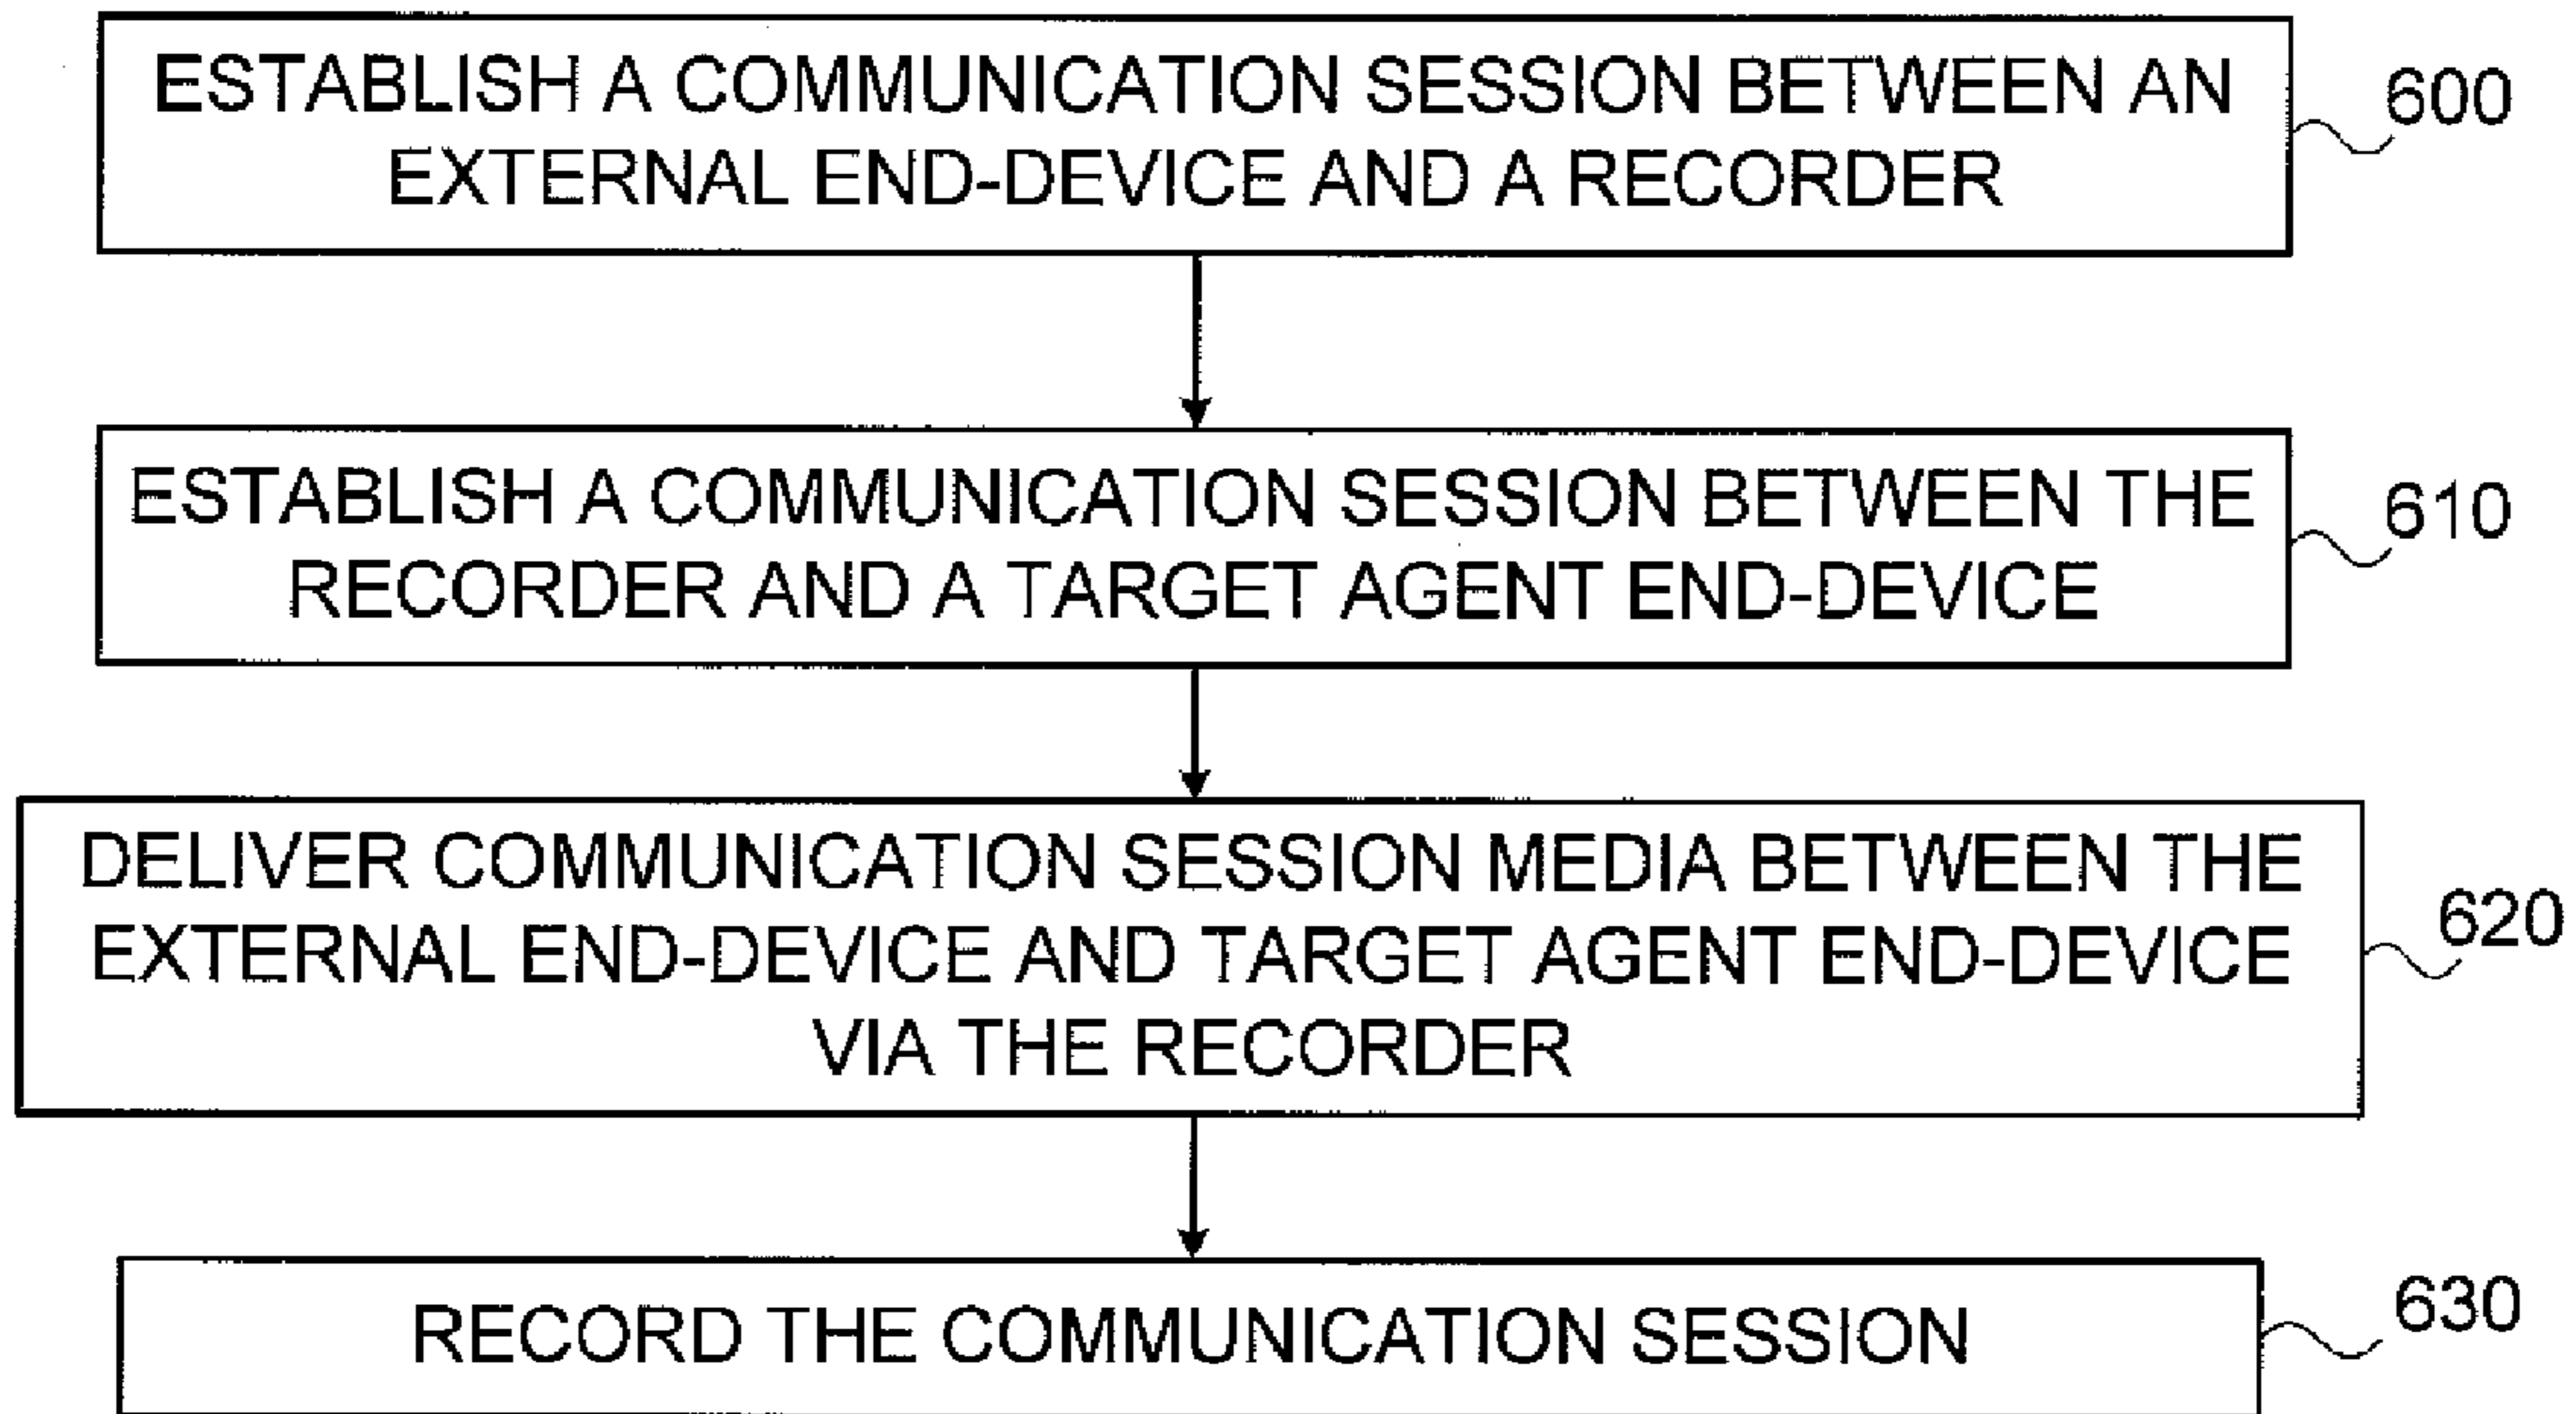 ESTABLISH A COMMUNICATION SESSION BETWEEN AN
EXTERNAL END-DEVICE AND A RECORDER
600
ESTABLISH A COMMUNICATION SESSION BETWEEN THE
RECORDER AND A TARGET AGENT END-DEVICE
610
DELIVER COMMUNICATION SESSION MEDIA BETWEEN THE
EXTERNAL END-DEVICE AND TARGET AGENT END-DEVICE
VIA THE RECORDER
620
RECORD THE COMMUNICATION SESSION
630